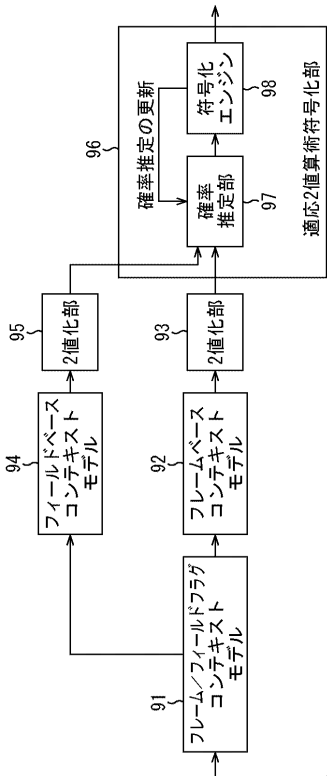 91
フレーム/フィールドフラグ
コンテキスト
モデル
94
フィールドベース
コンテキスト
モデル
95
2値化部
92
フレームベース
コンテキスト
モデル
93
2値化部
96
確率推定の更新
確率
推定部
97
符号化
エンジン
98
適応2値算術符号化部